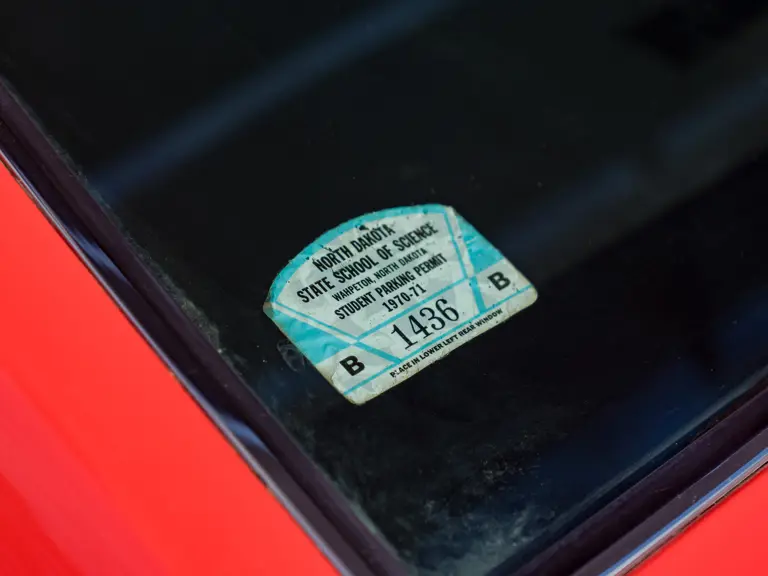 NORTH DAKOTA
STATE SCHOOL OF SCIENCE
WAHPETON, NORTH DAKOTA
STUDENT PARKING PERMIT
1970-71
B 1436 B
PLACE IN LOWER LEFT REAR WINDOW